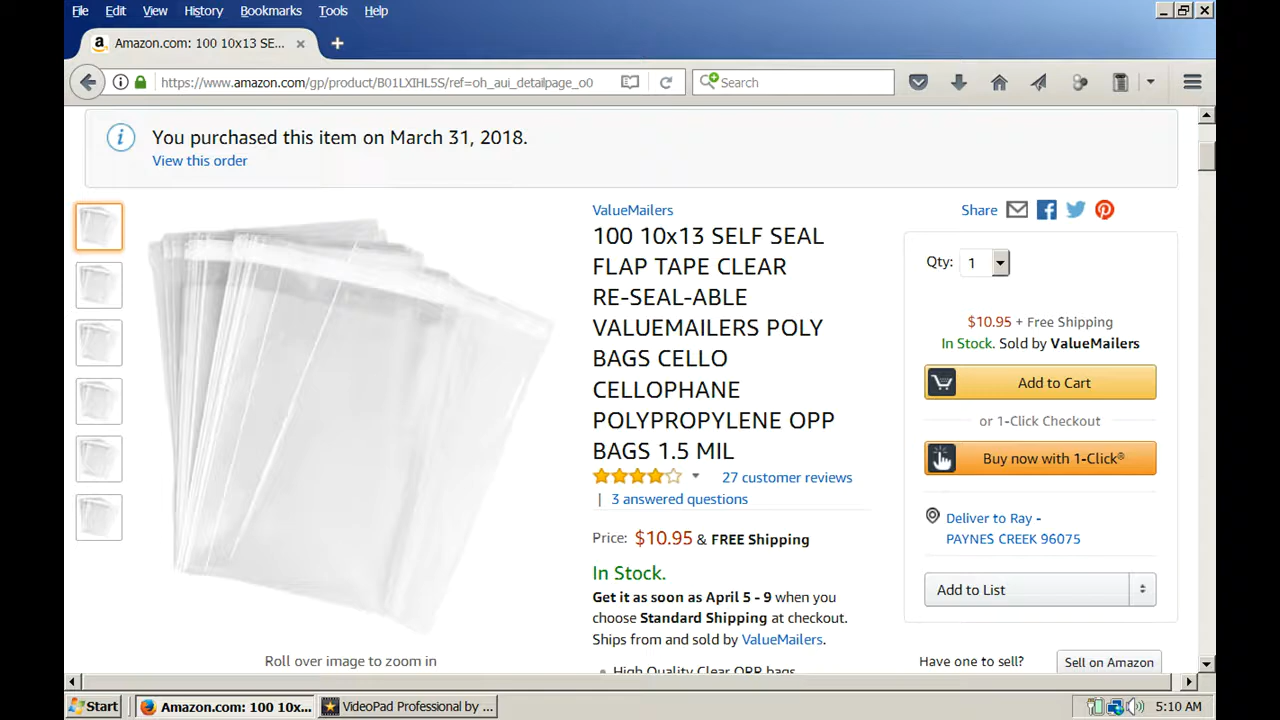 File Edit View History Bookmarks Tools Help
Amazon.com: 100 10x13 SE...
https://www.amazon.com/gp/product/B01LXIHL5S/ref=oh_aui_detailpage_o0
Search
You purchased this item on March 31, 2018.
View this order
ValueMailers
100 10x13 SELF SEAL
FLAP TAPE CLEAR
RE-SEAL-ABLE
VALUEMAILERS POLY
BAGS CELLO
CELLOPHANE
POLYPROPYLENE OPP
BAGS 1.5 MIL
27 customer reviews
| 3 answered questions
Price: $10.95 & FREE Shipping
In Stock.
Get it as soon as April 5 - 9 when you
choose Standard Shipping at checkout.
Ships from and sold by ValueMailers.
High Quality Clear OPP bags
Roll over image to zoom in
Share
Qty: 1
$10.95 + Free Shipping
In Stock. Sold by ValueMailers
Add to Cart
or 1-Click Checkout
Buy now with 1-Click®
Deliver to Ray -
PAYNES CREEK 96075
Add to List
Have one to sell? Sell on Amazon
Start Amazon.com: 100 10x... VideoPad Professional by ... 5:10 AM